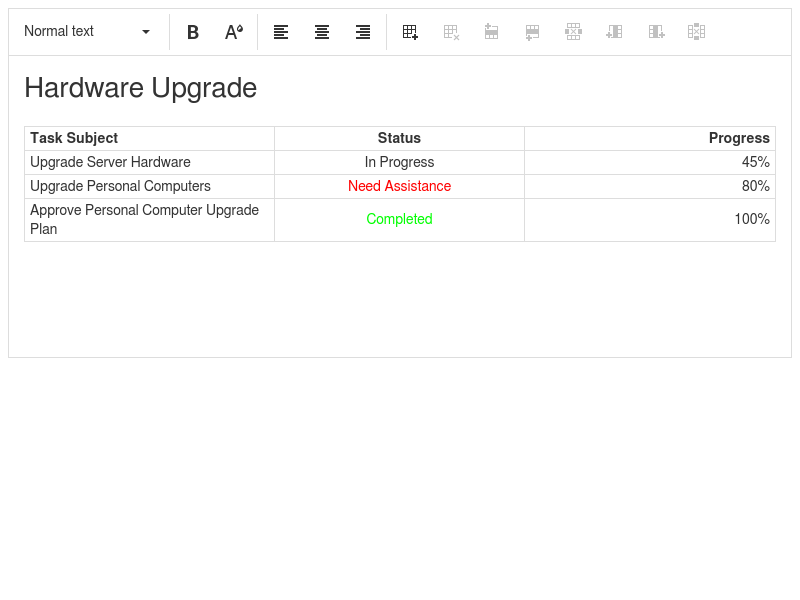 Normal text
B
A
Hardware Upgrade
Task Subject Status Progress
Upgrade Server Hardware In Progress 45%
Upgrade Personal Computers Need Assistance 80%
Approve Personal Computer Upgrade
Plan Completed 100%